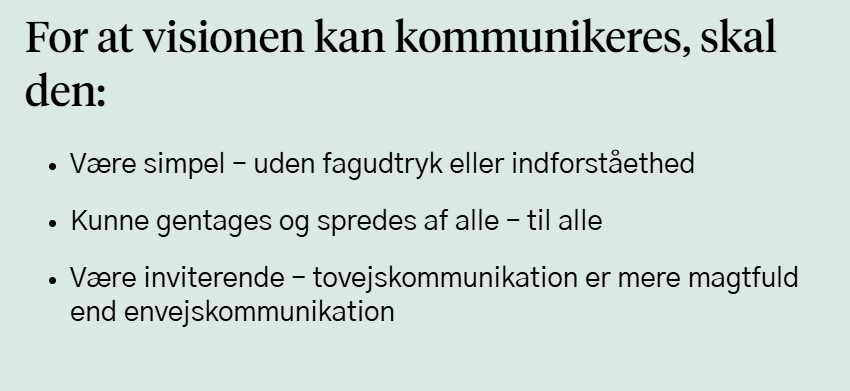 For at visionen kan kommunikeres, skal
den:
• Være simpel – uden fagudtryk eller indforståethed
• Kunne gentages og spredes af alle – til alle
• Være inviterende – tovejskommunikation er mere magtfuld
end envejskommunikation